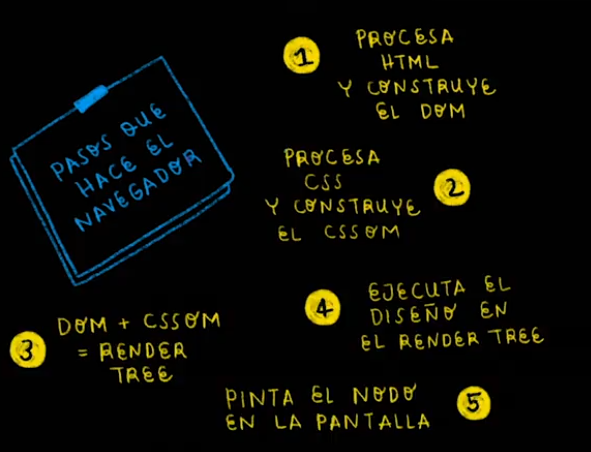 PASOS QUE
HACE EL
NAVEGADOR
1
PROCESA
HTML
Y CONSTRUYE
EL DOM
PROCESA
CSS
Y CONSTRUYE
EL CSSOM
2
3
DOM + CSSOM
= RENDER
TREE
4
EJECUTA EL
DISEÑO EN
EL RENDER TREE
PINTA EL NODO
EN LA PANTALLA
5